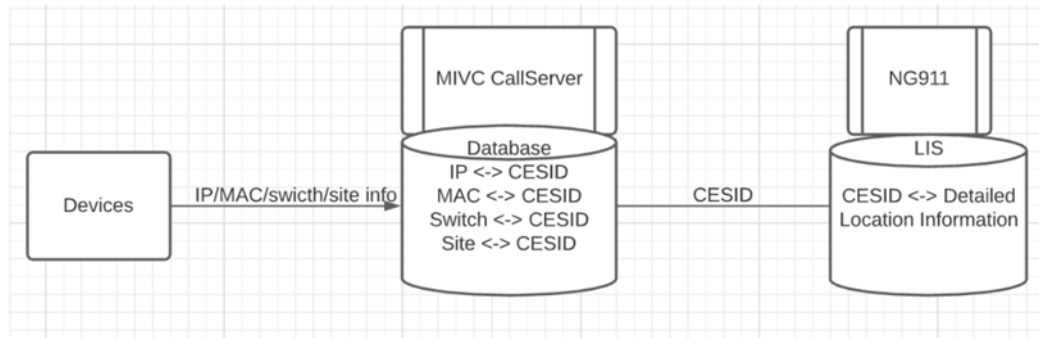 MIVC CallServer
NG911
Database
IP <-> CESID
MAC <-> CESID
Switch <-> CESID
Site <-> CESID
LIS
CESID <-> Detailed
Location Information
Devices
IP/MAC/swicth/site info
CESID